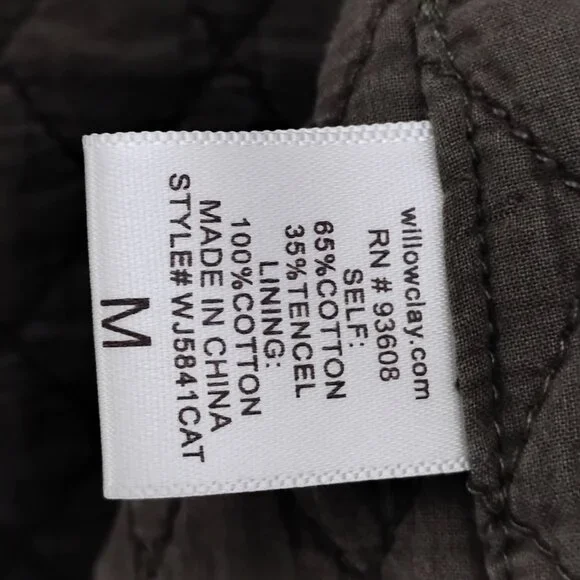 willowclay.com
RN # 93608
SELF:
65%COTTON
35%TENCEL
LINING:
100%COTTON
MADE IN CHINA
STYLE# WJ5841CAT
M